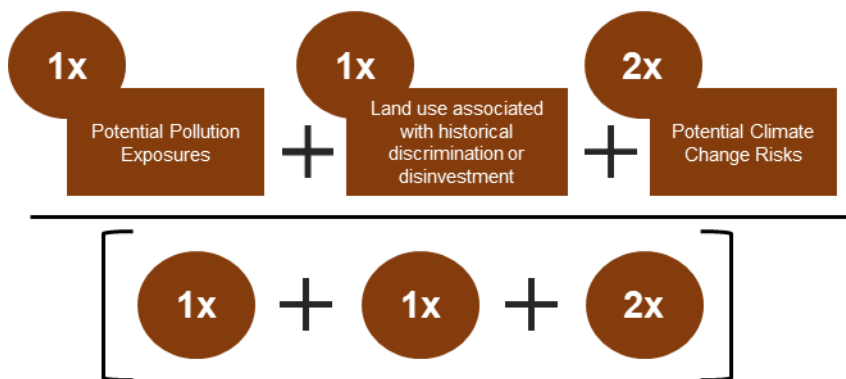 1x
Potential Pollution
Exposures
+
1x
Land use associated
with historical
discrimination or
disinvestment
+
2x
Potential Climate
Change Risks
[ 1x + 1x + 2x ]